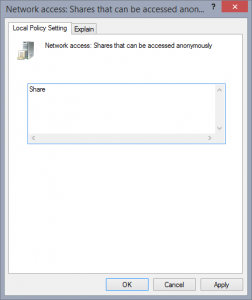 Network access: Shares that can be accessed anon...
Local Policy Setting
Explain
Network access: Shares that can be accessed anonymously
Share
OK
Cancel
Apply